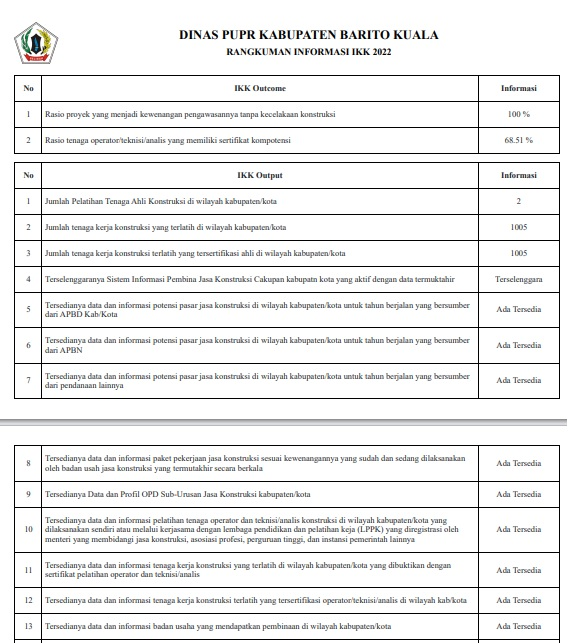 DINAS PUPR KABUPATEN BARITO KUALA
RANGKUMAN INFORMASI IKK 2022
No IKK Outcome Informasi
1 Rasio proyek yang menjadi kewenangan pengawasannya tanpa kecelakaan konstruksi 100 %
2 Rasio tenaga operator/teknisi/analis yang memiliki sertifikat kompotensi 68.51 %
No IKK Output Informasi
1 Jumlah Pelatihan Tenaga Ahli Konstruksi di wilayah kabupaten/kota 2
2 Jumlah tenaga kerja konstruksi yang terlatih di wilayah kabupaten/kota 1005
3 Jumlah tenaga kerja konstruksi terlatih yang tersertifikasi ahli di wilayah kabupaten/kota 1005
4 Terselenggaranya Sistem Informasi Pembina Jasa Konstruksi Cakupan kabupatn kota yang aktif dengan data termuktahir Terselenggara
5 Tersedianya data dan informasi potensi pasar jasa konstruksi di wilayah kabupaten/kota untuk tahun berjalan yang bersumber
dari APBD Kab/Kota Ada Tersedia
6 Tersedianya data dan informasi potensi pasar jasa konstruksi di wilayah kabupaten/kota untuk tahun berjalan yang bersumber
dari APBN Ada Tersedia
7 Tersedianya data dan informasi potensi pasar jasa konstruksi di wilayah kabupaten/kota untuk tahun berjalan yang bersumber
dari pendanaan lainnya Ada Tersedia
8 Tersedianya data dan informasi paket pekerjaan jasa konstruksi sesuai kewenangannya yang sudah dan sedang dilaksanakan
oleh badan usah jasa konstruksi yang termutakhir secara berkala Ada Tersedia
9 Tersedianya Data dan Profil OPD Sub-Urusan Jasa Konstruksi kabupaten/kota Ada Tersedia
10 Tersedianya data dan informasi pelatihan tenaga operator dan teknisi/analis konstruksi di wilayah kabupaten/kota yang
dilaksanakan sendiri atau melalui kerjasama dengan lembaga pendidikan dan pelatihan keja (LPPK) yang diregistrasi oleh
menteri yang membidangi jasa konstruksi, asosiasi profesi, perguruan tinggi, dan instansi pemerintah lainnya Ada Tersedia
11 Tersedianya data dan informasi tenaga kerja konstruksi yang terlatih di wilayah kabupaten/kota yang dibuktikan dengan
sertifikat pelatihan operator dan teknisi/analis Ada Tersedia
12 Tersedianya data dan informasi tenaga kerja konstruksi terlatih yang tersertifikasi operator/teknisi/analis di wilayah kab/kota Ada Tersedia
13 Tersedianya data dan informasi badan usaha yang mendapatkan pembinaan di wilayah kabupaten/kota Ada Tersedia